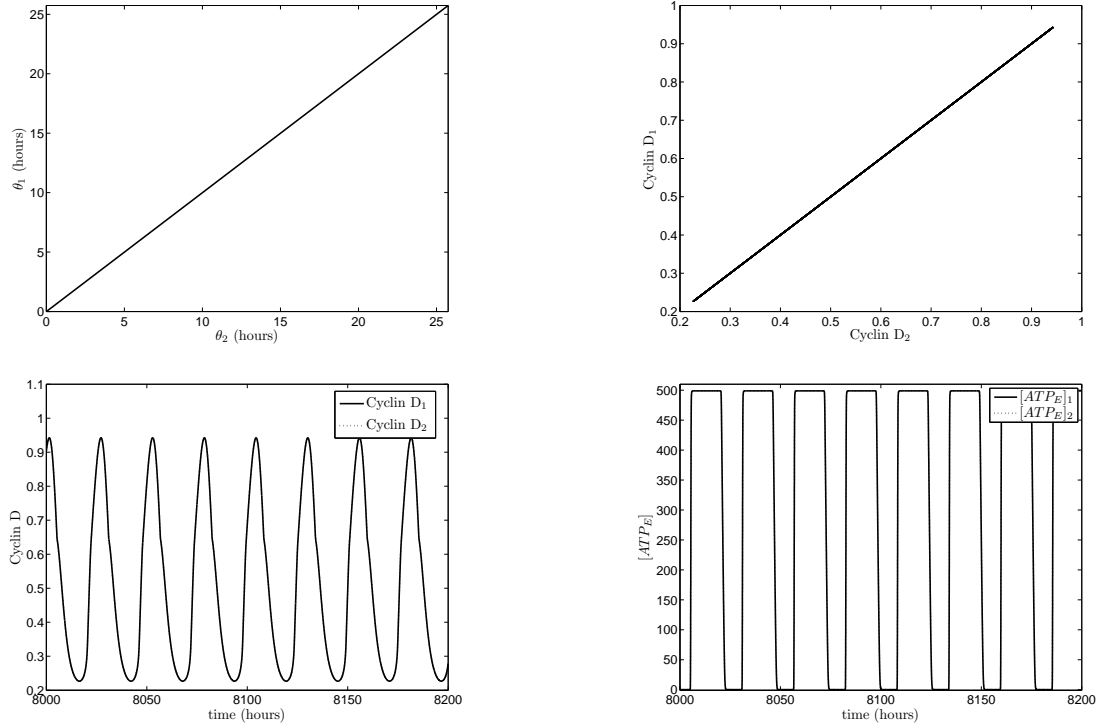 25
20
15
10
5
0
θ1 (hours)
0 5 10 15 20 25
θ2 (hours)
1
0.9
0.8
0.7
0.6
0.5
0.4
0.3
0.2
Cyclin D1
0.2 0.3 0.4 0.5 0.6 0.7 0.8 0.9 1
Cyclin D2
1.1
1
0.9
0.8
0.7
0.6
0.5
0.4
0.3
0.2
Cyclin D
Cyclin D1
Cyclin D2
8000 8050 8100 8150 8200
time (hours)
500
450
400
350
300
250
200
150
100
50
0
[ATPE]
[ATPE]1
[ATPE]2
8000 8050 8100 8150 8200
time (hours)